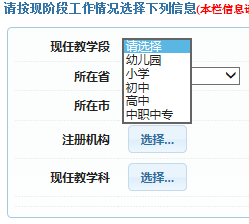 请按现阶段工作情况选择下列信息(本栏信息
现任教学段
请选择
幼儿园
小学
初中
高中
中职中专
所在省
所在市
注册机构
选择...
现任教学科
选择...